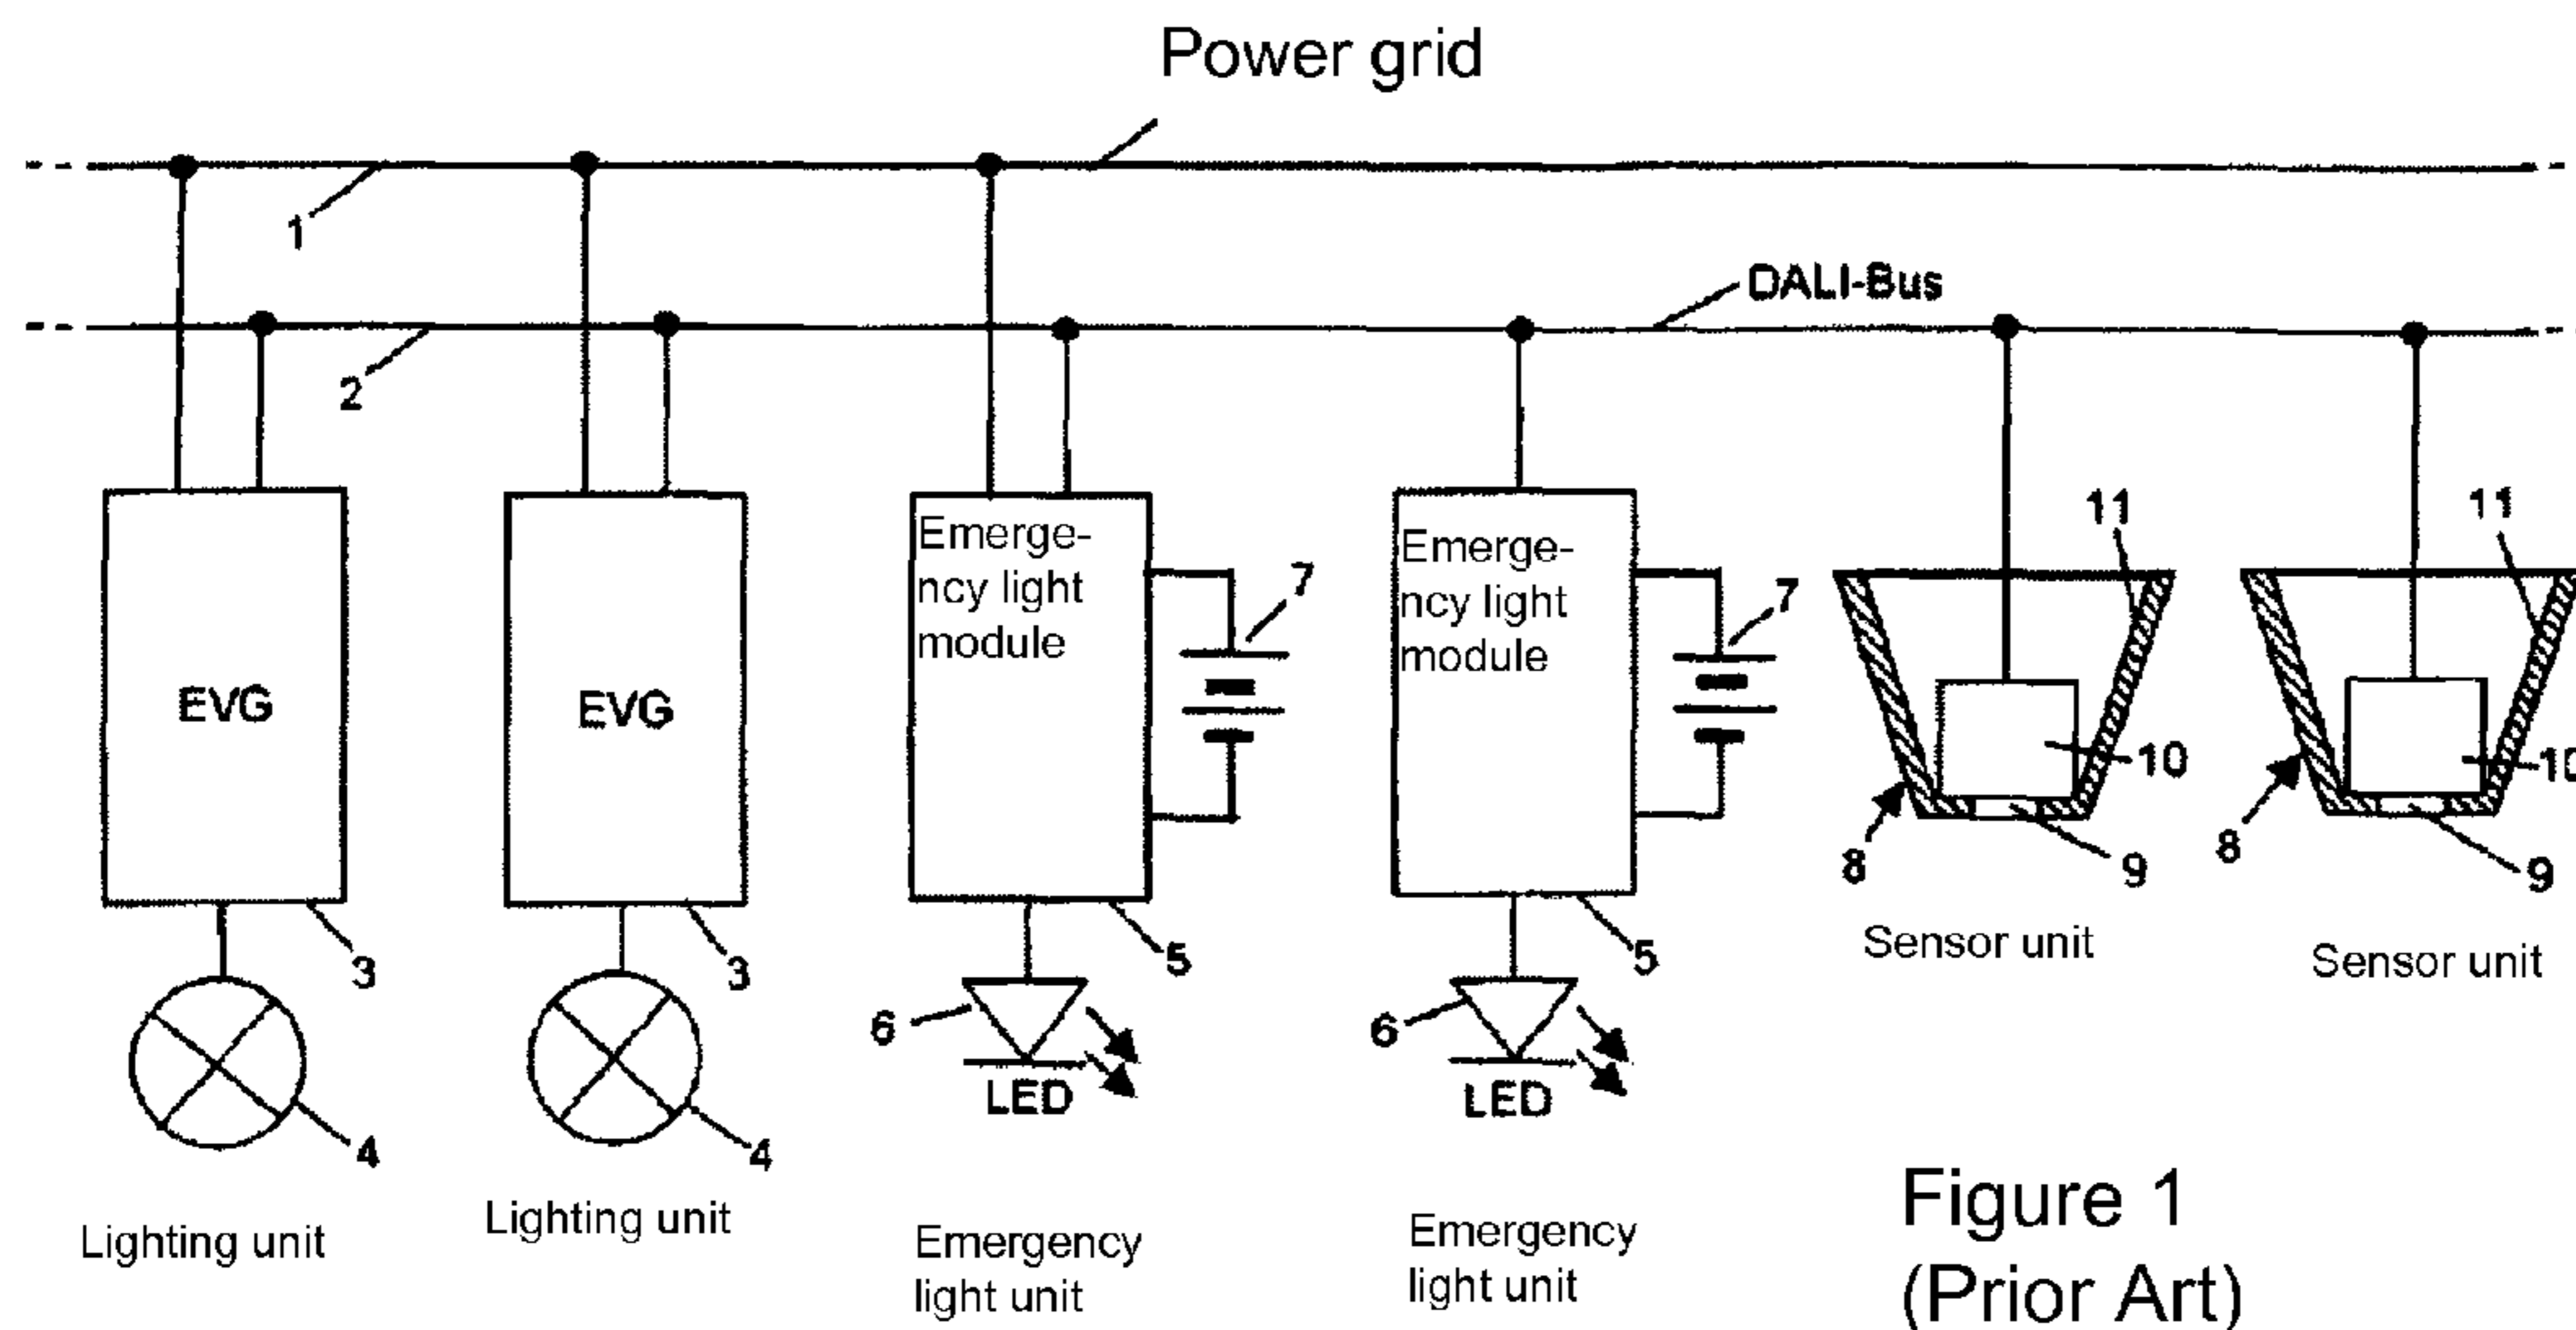 Power grid
1
DALI-Bus
2
EVG
EVG
Emerge-
ncy light
module
7
Emerge-
ncy light
module
7
11
11
10
10
8
9
8
9
3
3
5
5
Sensor unit
Sensor unit
6
LED
6
LED
4
4
Lighting unit
Lighting unit
Emergency
light unit
Emergency
light unit
Figure 1
(Prior Art)